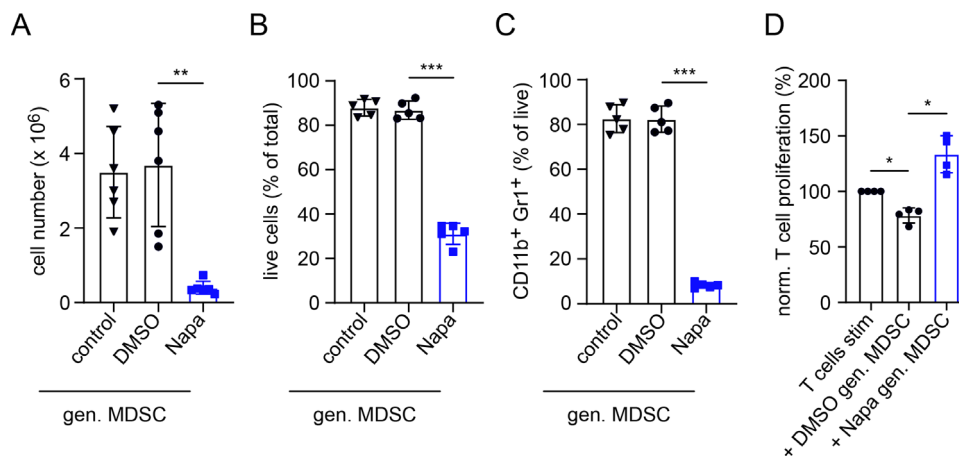 A
cell number (x 10⁶)
6
4
2
0
**
control
DMSO
Napa
gen. MDSC
B
live cells (% of total)
100
80
60
40
20
0
***
control
DMSO
Napa
gen. MDSC
C
CD11b⁺ Gr1⁺ (% of live)
100
80
60
40
20
0
***
control
DMSO
Napa
gen. MDSC
D
norm. T cell proliferation (%)
200
150
100
50
0
*
*
T cells stim
+ DMSO gen. MDSC
+ Napa gen. MDSC